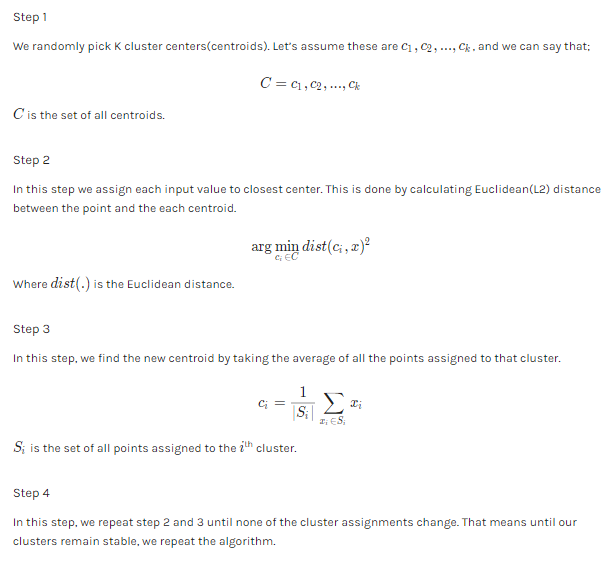 Step 1
We randomly pick K cluster centers(centroids). Let's assume these are c₁, c₂, ..., cₖ, and we can say that;
C = c₁, c₂, ..., cₖ
C is the set of all centroids.
Step 2
In this step we assign each input value to closest center. This is done by calculating Euclidean(L2) distance
between the point and the each centroid.
arg min dist(cᵢ, x)²
cᵢ ∈ C
Where dist(.) is the Euclidean distance.
Step 3
In this step, we find the new centroid by taking the average of all the points assigned to that cluster.
cᵢ = 1/|Sᵢ| ∑ xᵢ
xᵢ ∈ Sᵢ
Sᵢ is the set of all points assigned to the iᵗʰ cluster.
Step 4
In this step, we repeat step 2 and 3 until none of the cluster assignments change. That means until our
clusters remain stable, we repeat the algorithm.